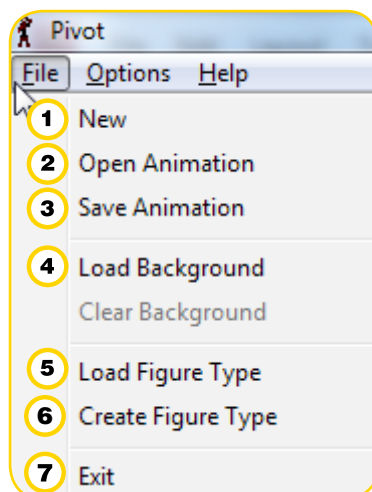 Pivot
File Options Help
1 New
2 Open Animation
3 Save Animation
4 Load Background
Clear Background
5 Load Figure Type
6 Create Figure Type
7 Exit